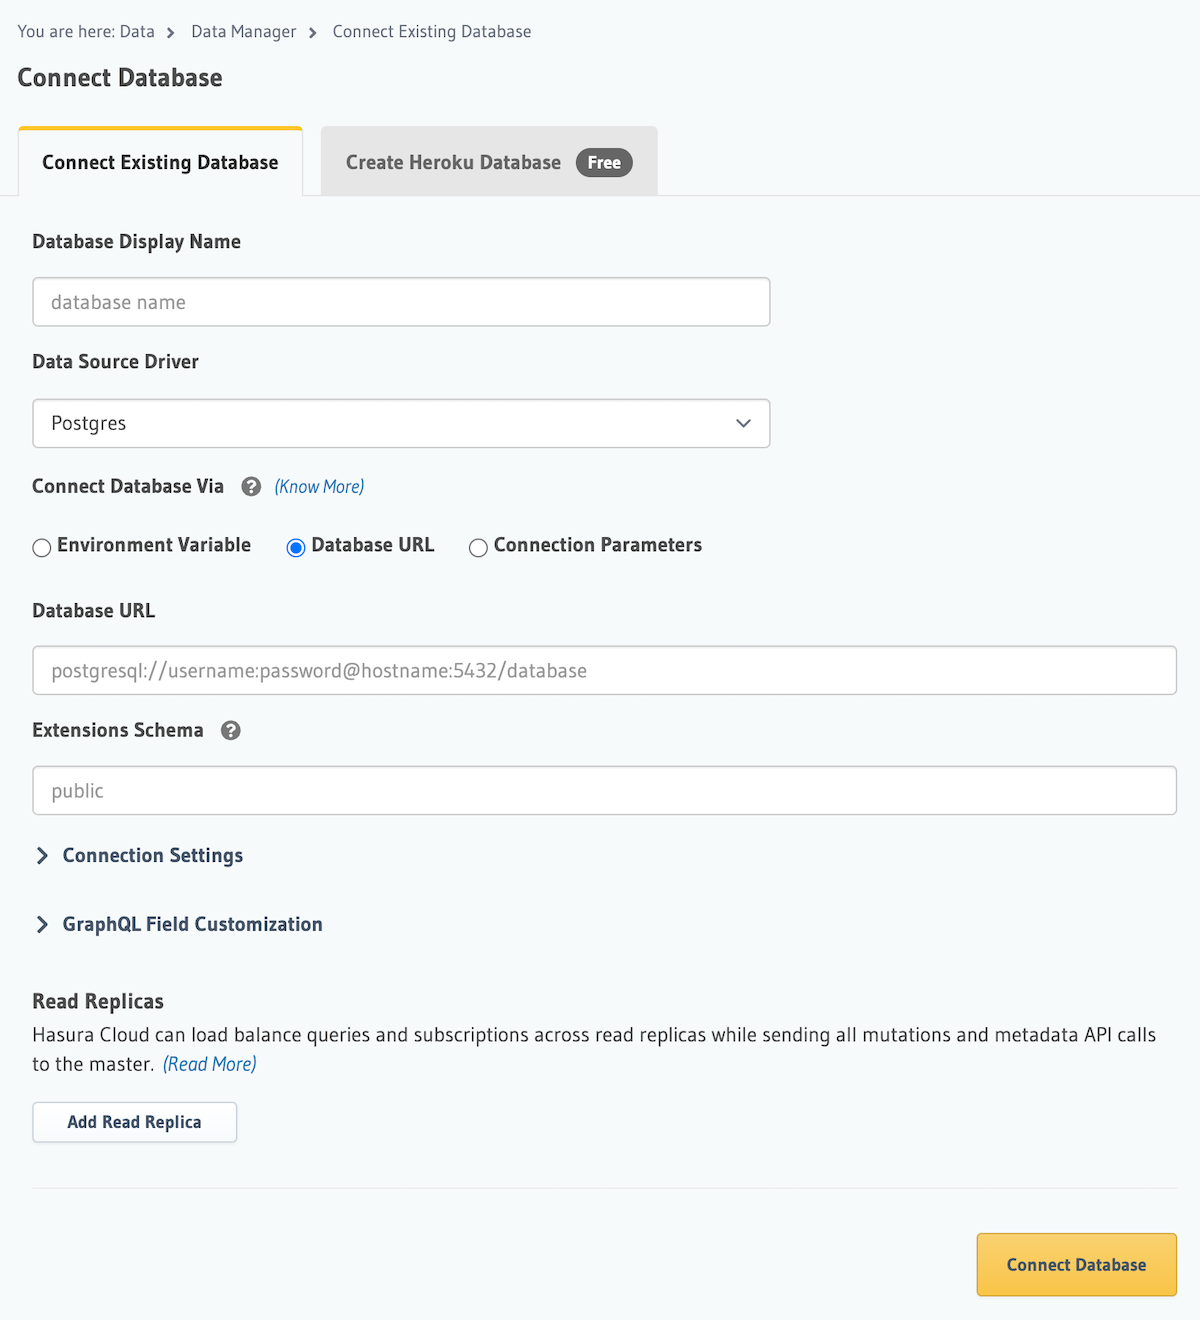 You are here: Data > Data Manager > Connect Existing Database
Connect Database
Connect Existing Database
Create Heroku Database Free
Database Display Name
database name
Data Source Driver
Postgres
Connect Database Via ? (Know More)
Environment Variable Database URL Connection Parameters
Database URL
postgresql://username:password@hostname:5432/database
Extensions Schema ?
public
Connection Settings
GraphQL Field Customization
Read Replicas
Hasura Cloud can load balance queries and subscriptions across read replicas while sending all mutations and metadata API calls
to the master. (Read More)
Add Read Replica
Connect Database